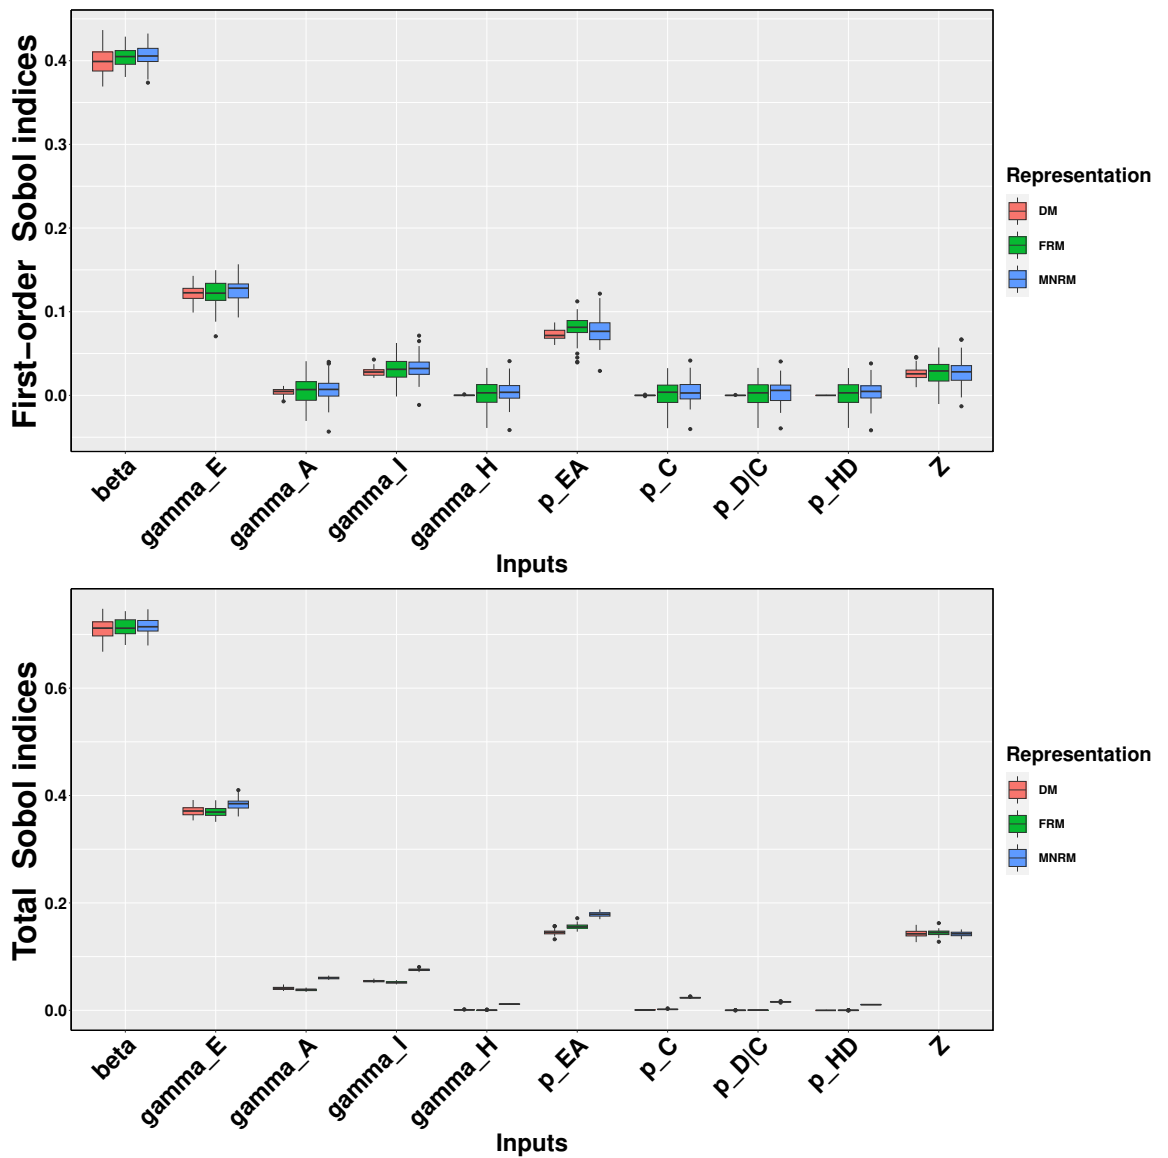 First−order Sobol indices
0.4
0.3
0.2
0.1
0.0
beta
gamma_E
gamma_A
gamma_I
gamma_H
p_EA
p_C
p_D|C
p_HD
Z
Inputs
Representation
DM
FRM
MNRM
Total Sobol indices
0.6
0.4
0.2
0.0
beta
gamma_E
gamma_A
gamma_I
gamma_H
p_EA
p_C
p_D|C
p_HD
Z
Inputs
Representation
DM
FRM
MNRM